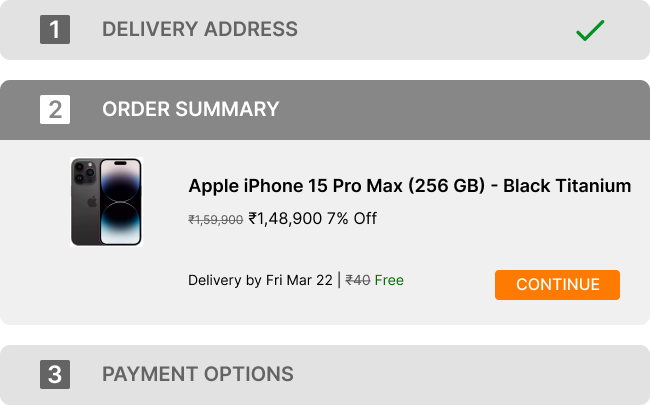 1 DELIVERY ADDRESS
2 ORDER SUMMARY
Apple iPhone 15 Pro Max (256 GB) - Black Titanium
₹1,59,900 ₹1,48,900 7% Off
Delivery by Fri Mar 22 | ₹40 Free
CONTINUE
3 PAYMENT OPTIONS